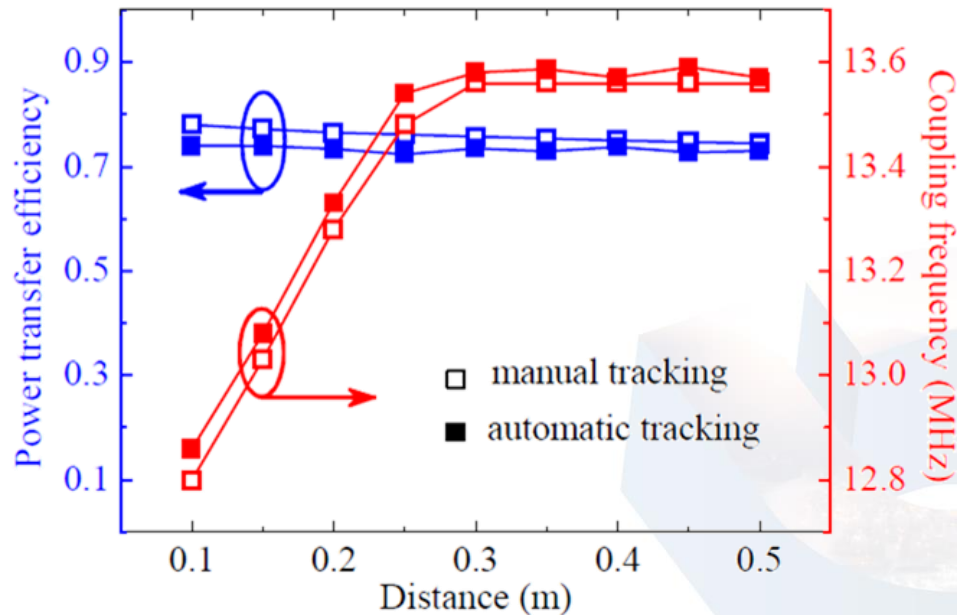 Power transfer efficiency
0.9
0.7
0.5
0.3
0.1
13.6
13.4
13.2
13.0
12.8
Coupling frequency (MHz)
manual tracking
automatic tracking
0.1 0.2 0.3 0.4 0.5
Distance (m)